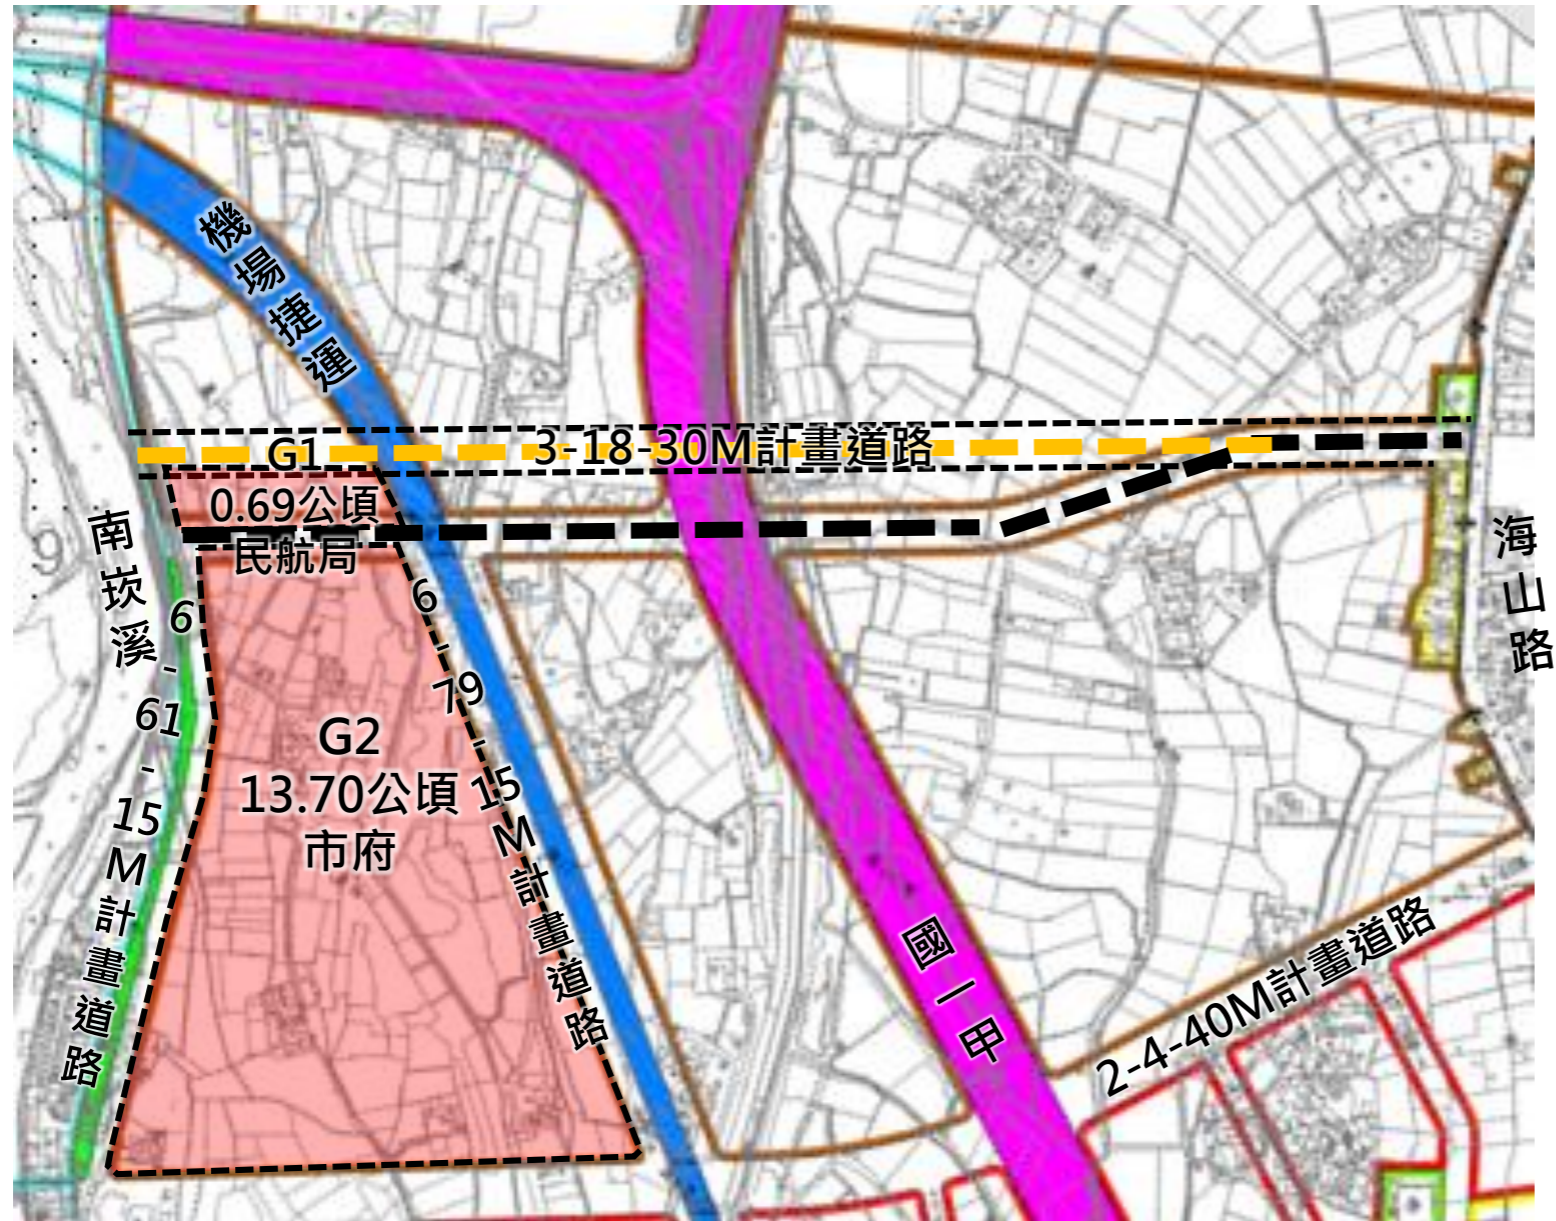 機場捷運
3-18-30M計畫道路
G1
0.69公頃
民航局
南崁溪
海山路
6-61-15M計畫道路
6-79-15M計畫道路
G2
13.70公頃
市府
國一甲
2-4-40M計畫道路
9